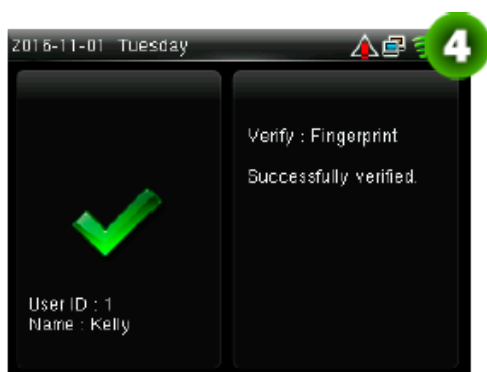 2016-11-01 Tuesday
4
Verify : Fingerprint
Successfully verified.
User ID : 1
Name : Kelly